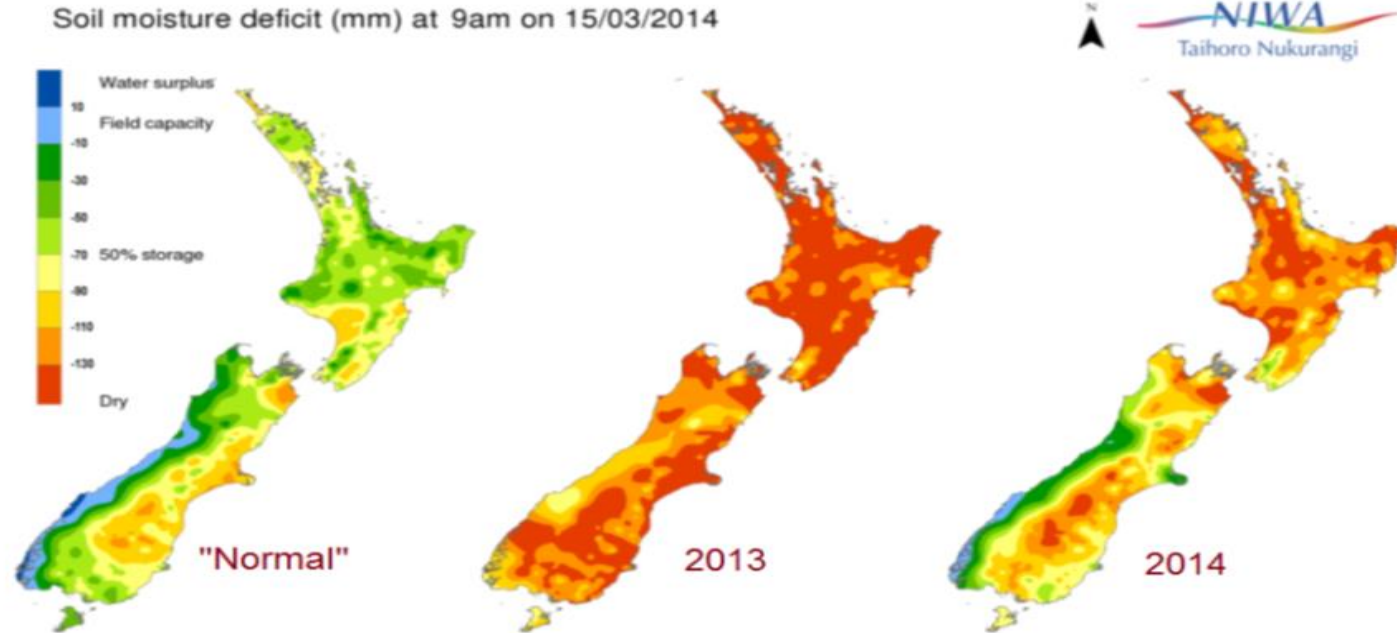 Soil moisture deficit (mm) at 9am on 15/03/2014
N
NIWA
Taihoro Nukurangi
Water surplus
10
Field capacity
-10
-30
-50
-70
50% storage
-90
-110
-130
Dry
"Normal"
2013
2014